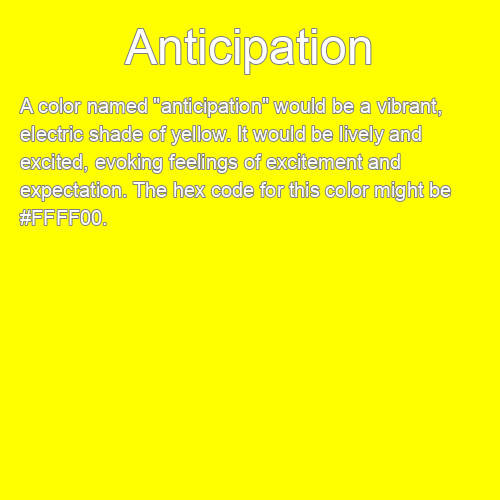 Anticipation
A color named "anticipation" would be a vibrant,
electric shade of yellow. It would be lively and
excited, evoking feelings of excitement and
expectation. The hex code for this color might be
#FFFF00.